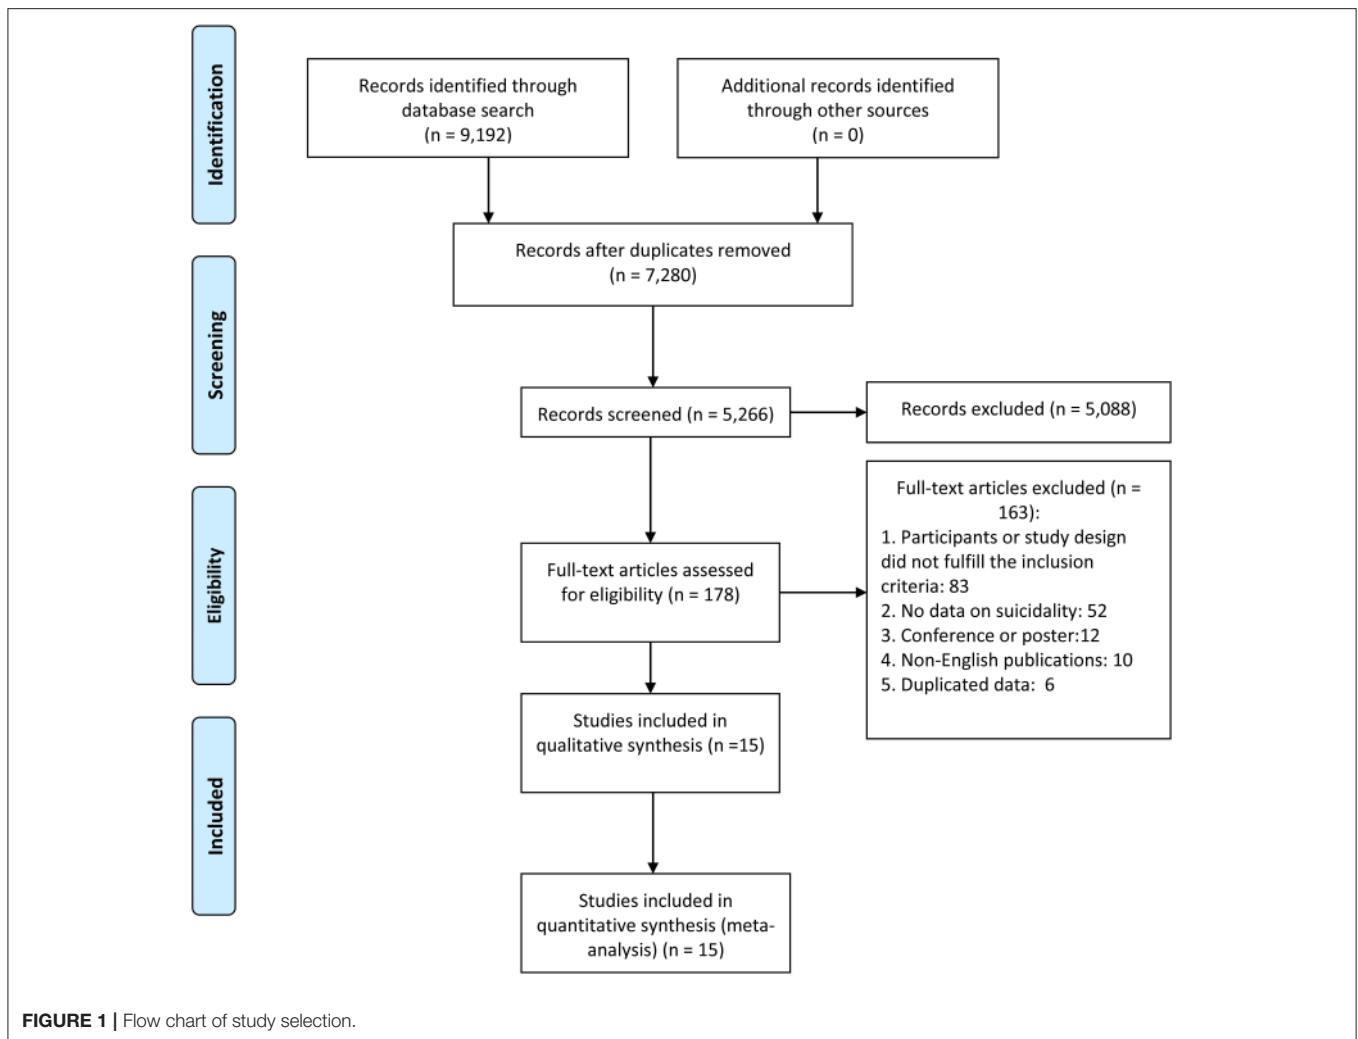 Identification
Records identified through
database search
(n = 9,192)
Additional records identified
through other sources
(n = 0)
Records after duplicates removed
(n = 7,280)
Screening
Records screened (n = 5,266)
Records excluded (n = 5,088)
Eligibility
Full-text articles assessed
for eligibility (n = 178)
Full-text articles excluded (n =
163):
1. Participants or study design
did not fulfill the inclusion
criteria: 83
2. No data on suicidality: 52
3. Conference or poster:12
4. Non-English publications: 10
5. Duplicated data: 6
Included
Studies included in
qualitative synthesis (n =15)
Studies included in
quantitative synthesis (meta-
analysis) (n = 15)
FIGURE 1 | Flow chart of study selection.